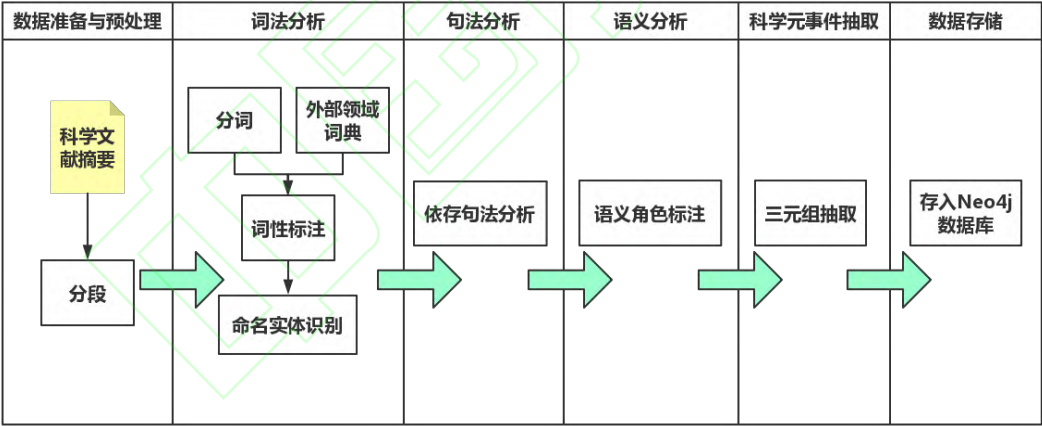 数据准备与预处理
词法分析
句法分析
语义分析
科学元事件抽取
数据存储
科学文
献摘要
分段
分词
外部领域
词典
词性标注
命名实体识别
依存句法分析
语义角色标注
三元组抽取
存入Neo4j
数据库